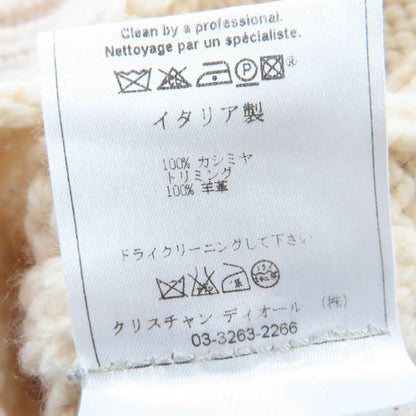 Clean by a professional.
Nettoyage par un spécialiste.
P ®
イタリア製
100% カシミヤ
トリミング
100% 羊革
ドライクリーニングして下さい
クリスチャン ディオール (株)
03-3263-2266